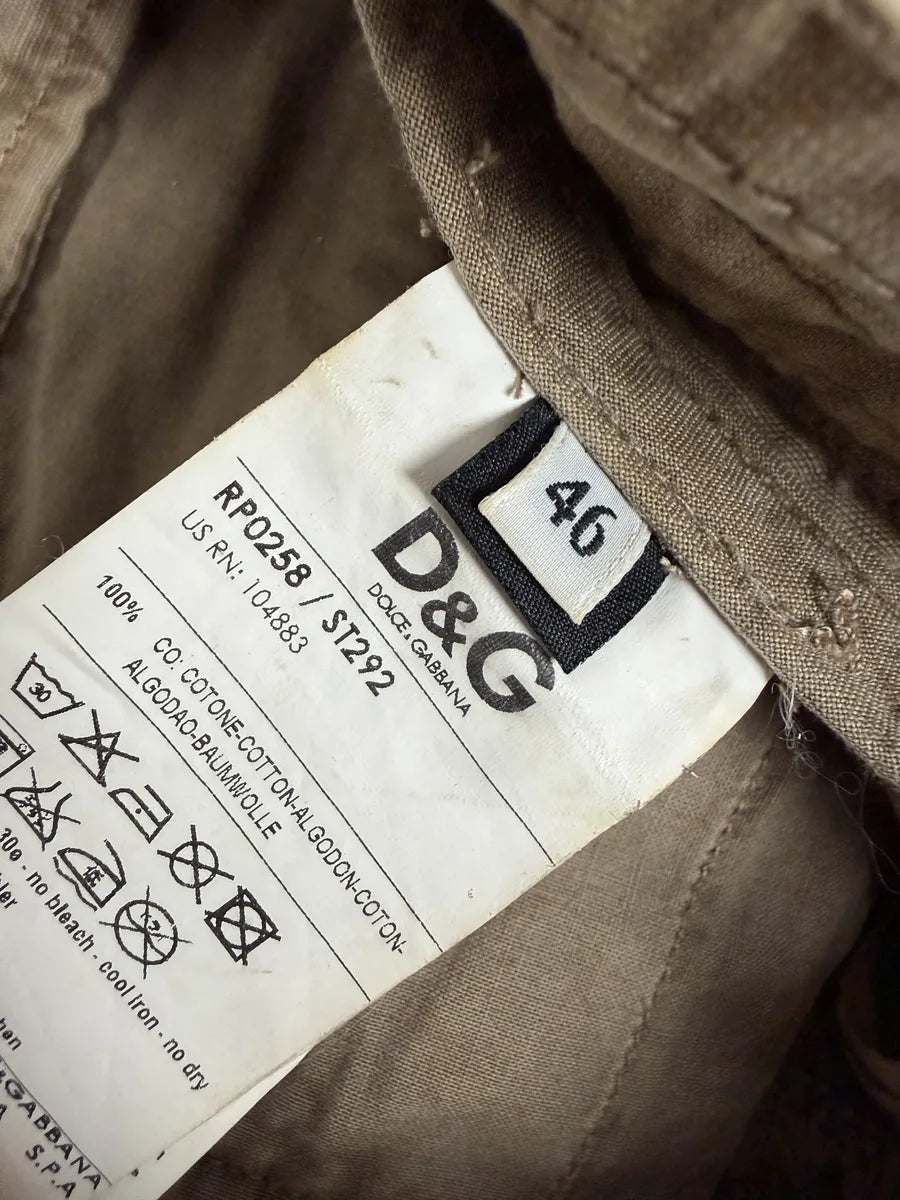 46
D&G
DOLCE & GABBANA
RP0258 / ST292
US RN: 104883
100% CO: COTONE-COTTON-ALGODON-COTON-
ALGODAO-BAUMWOLLE
30
30° - no bleach - cool iron - no dry
&GABBANA
S.P.A